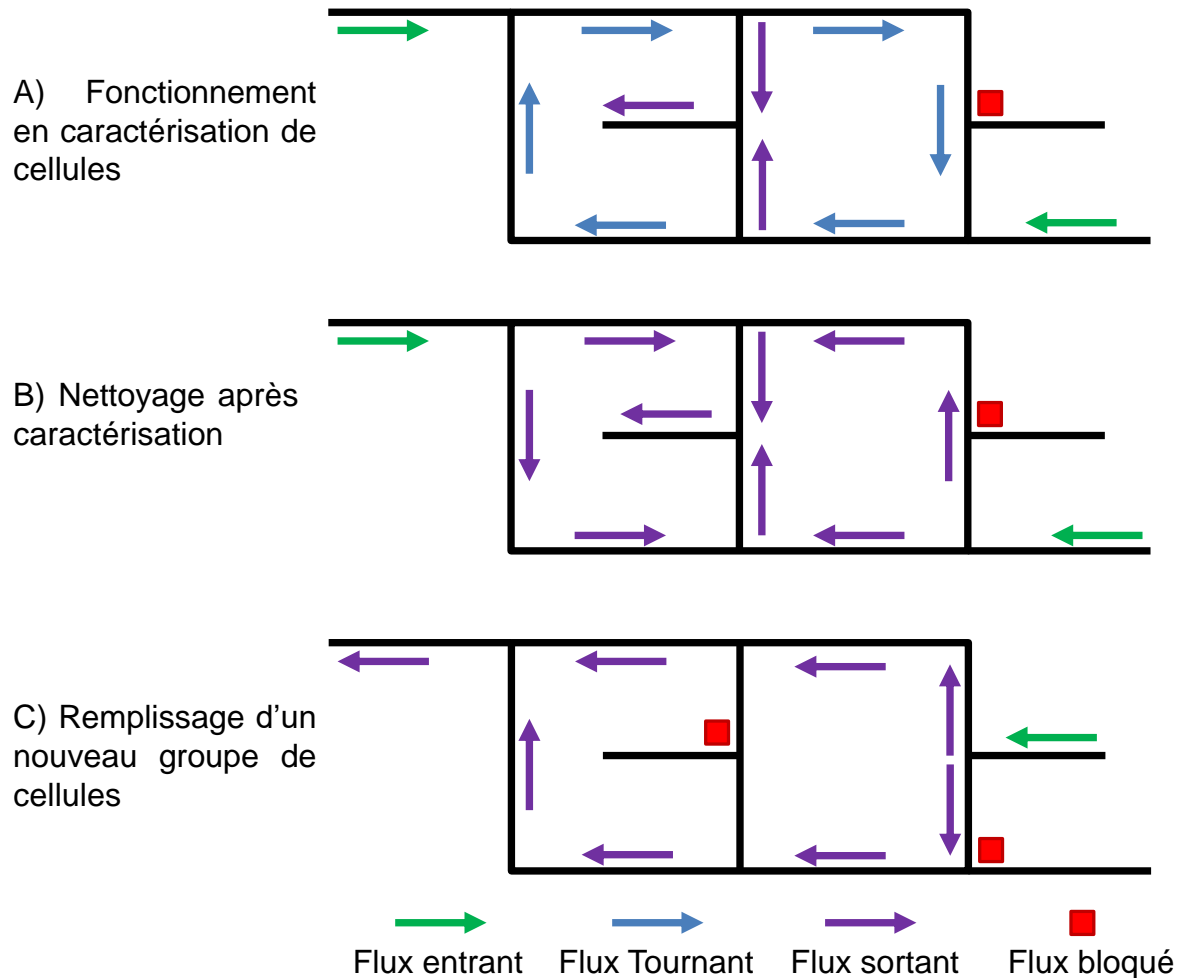 A) Fonctionnement
en caractérisation de
cellules
B) Nettoyage après
caractérisation
C) Remplissage d'un
nouveau groupe de
cellules
Flux entrant Flux Tournant Flux sortant Flux bloqué